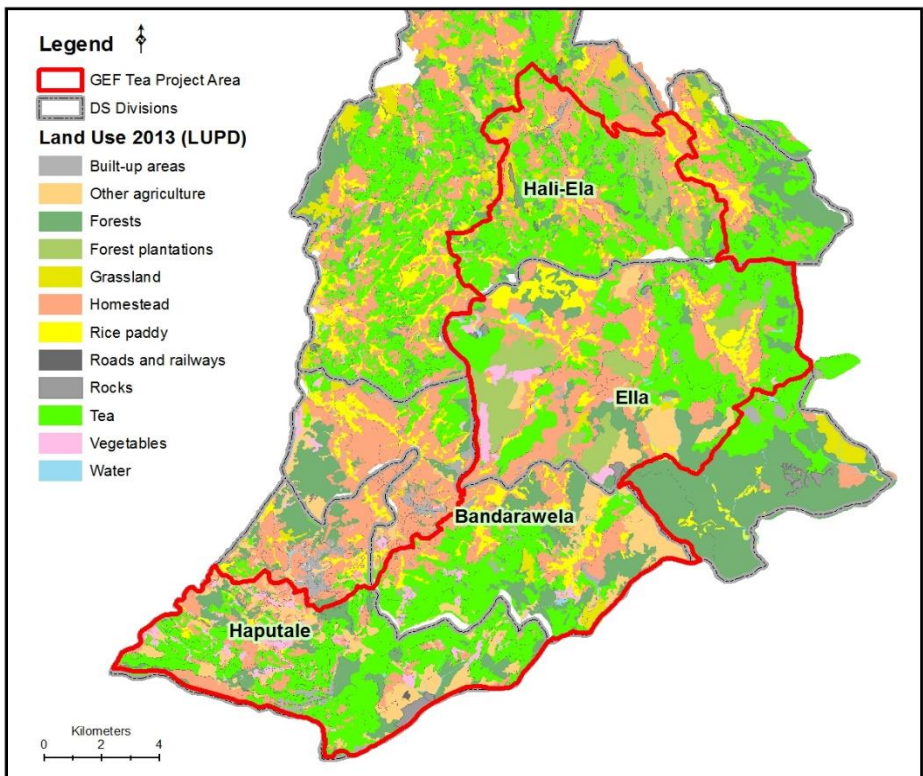 Legend
GEF Tea Project Area
DS Divisions
Land Use 2013 (LUPD)
Built-up areas
Other agriculture
Forests
Forest plantations
Grassland
Homestead
Rice paddy
Roads and railways
Rocks
Tea
Vegetables
Water
Hali-Ela
Ella
Bandarawela
Haputale
Kilometers
0 2 4